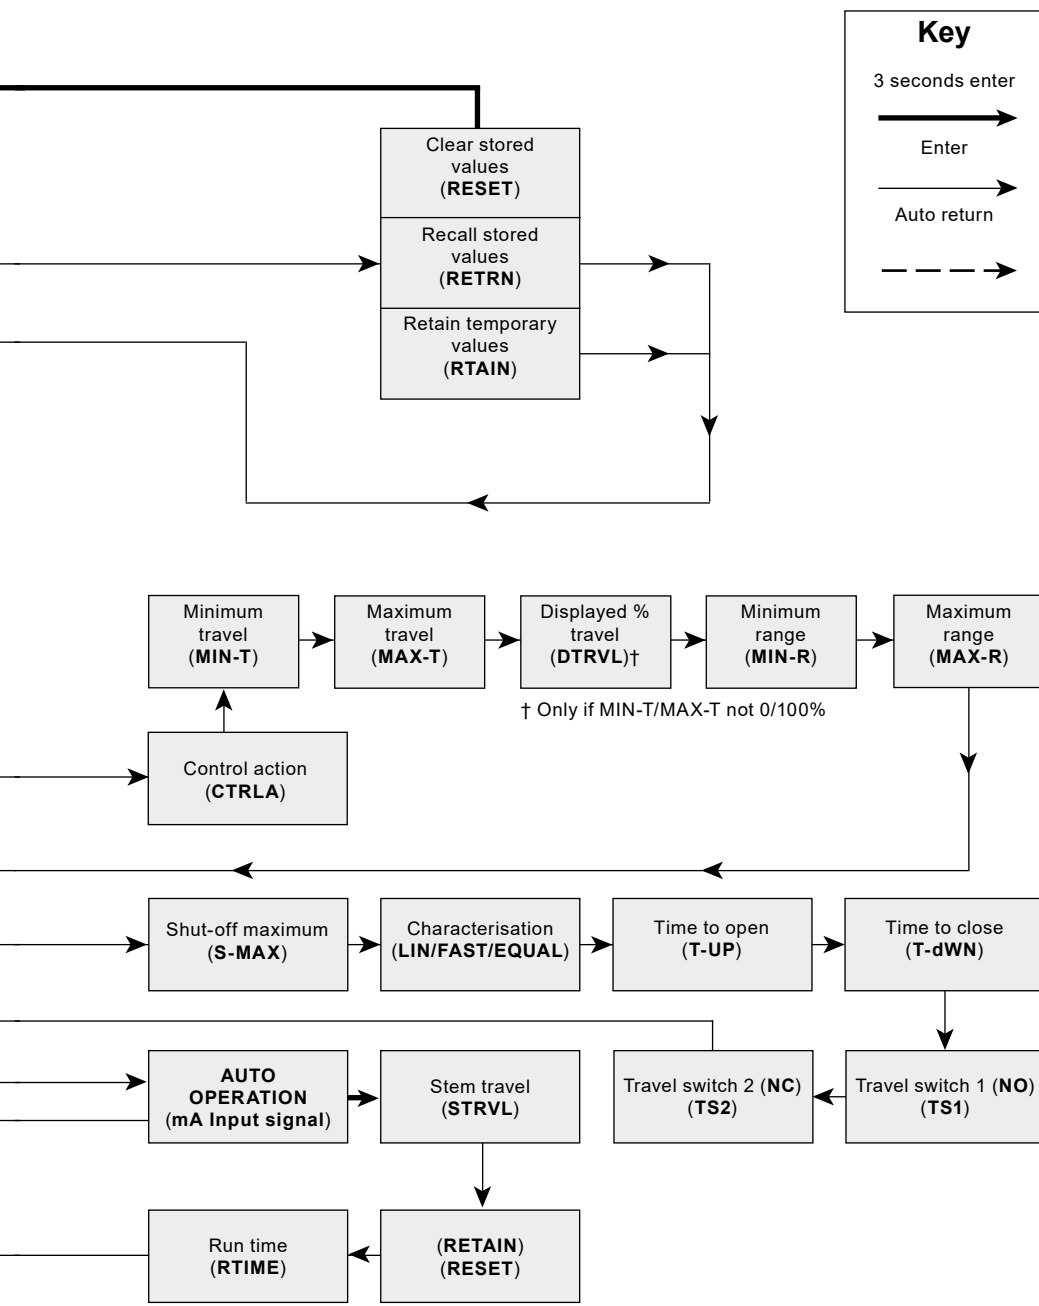 Key
3 seconds enter
Enter
Auto return
Clear stored
values
(RESET)
Recall stored
values
(RETRN)
Retain temporary
values
(RTAIN)
Minimum
travel
(MIN-T)
Maximum
travel
(MAX-T)
Displayed %
travel
(DTRVL)†
Minimum
range
(MIN-R)
Maximum
range
(MAX-R)
† Only if MIN-T/MAX-T not 0/100%
Control action
(CTRLA)
Shut-off maximum
(S-MAX)
Characterisation
(LIN/FAST/EQUAL)
Time to open
(T-UP)
Time to close
(T-dWN)
AUTO
OPERATION
(mA Input signal)
Stem travel
(STRVL)
Travel switch 2 (NC)
(TS2)
Travel switch 1 (NO)
(TS1)
Run time
(RTIME)
(RETAIN)
(RESET)